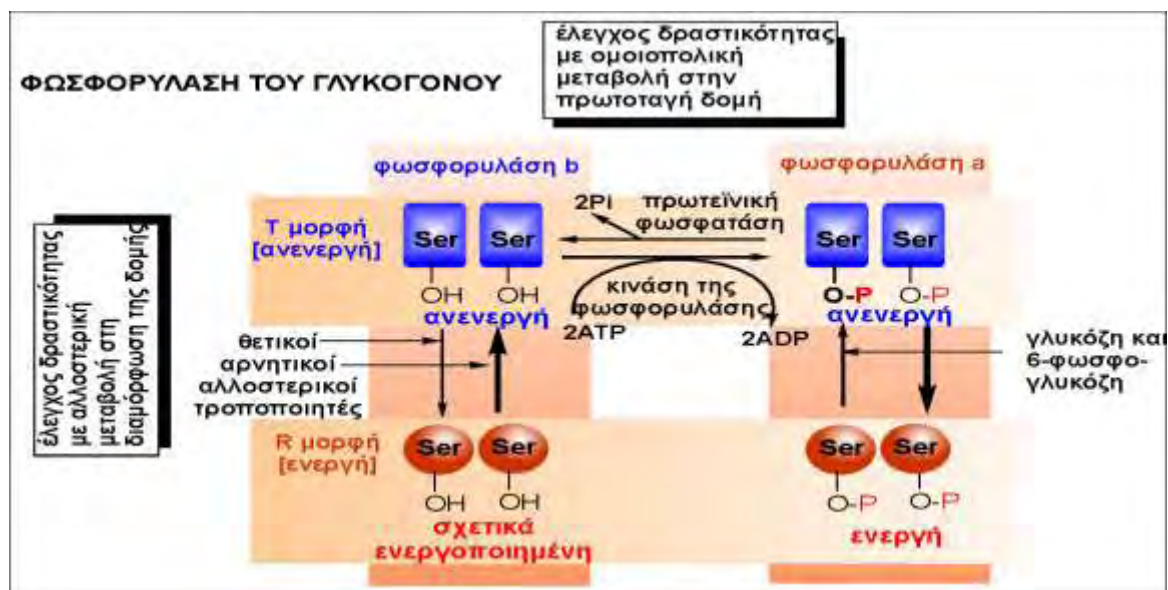 έλεγχος δραστικότητας
με ομοιοπολική
μεταβολή στην
πρωτοταγή δομή
ΦΩΣΦΟΡΥΛΑΣΗ ΤΟΥ ΓΛΥΚΟΓΟΝΟΥ
φωσφορυλάση b
φωσφορυλάση a
έλεγχος δραστικότητας
με αλλοστερική
μεταβολή στη
διαμόρφωση της δομής
Τ μορφή
[ανενεργή]
Ser
Ser
OH
OH
ανενεργή
2Pi
πρωτεϊνική
φωσφατάση
κινάση της
φωσφορυλάσης
2ATP
2ADP
Ser
Ser
O-P
O-P
ανενεργή
θετικοί
αρνητικοί
αλλοστερικοί
τροπποποιητές
γλυκόζη και
6-φωσφο-
γλυκόζη
R μορφή
[ενεργή]
Ser
Ser
OH
OH
σχετικά
ενεργοποιημένη
Ser
Ser
O-P
O-P
ενεργή